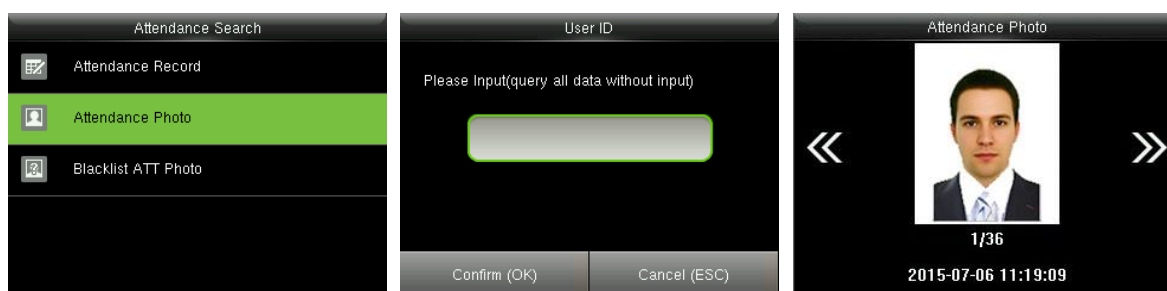 Attendance Search
Attendance Record
Attendance Photo
Blacklist ATT Photo
User ID
Please Input(query all data without input)
Confirm (OK)
Cancel (ESC)
Attendance Photo
1/36
2015-07-06 11:19:09